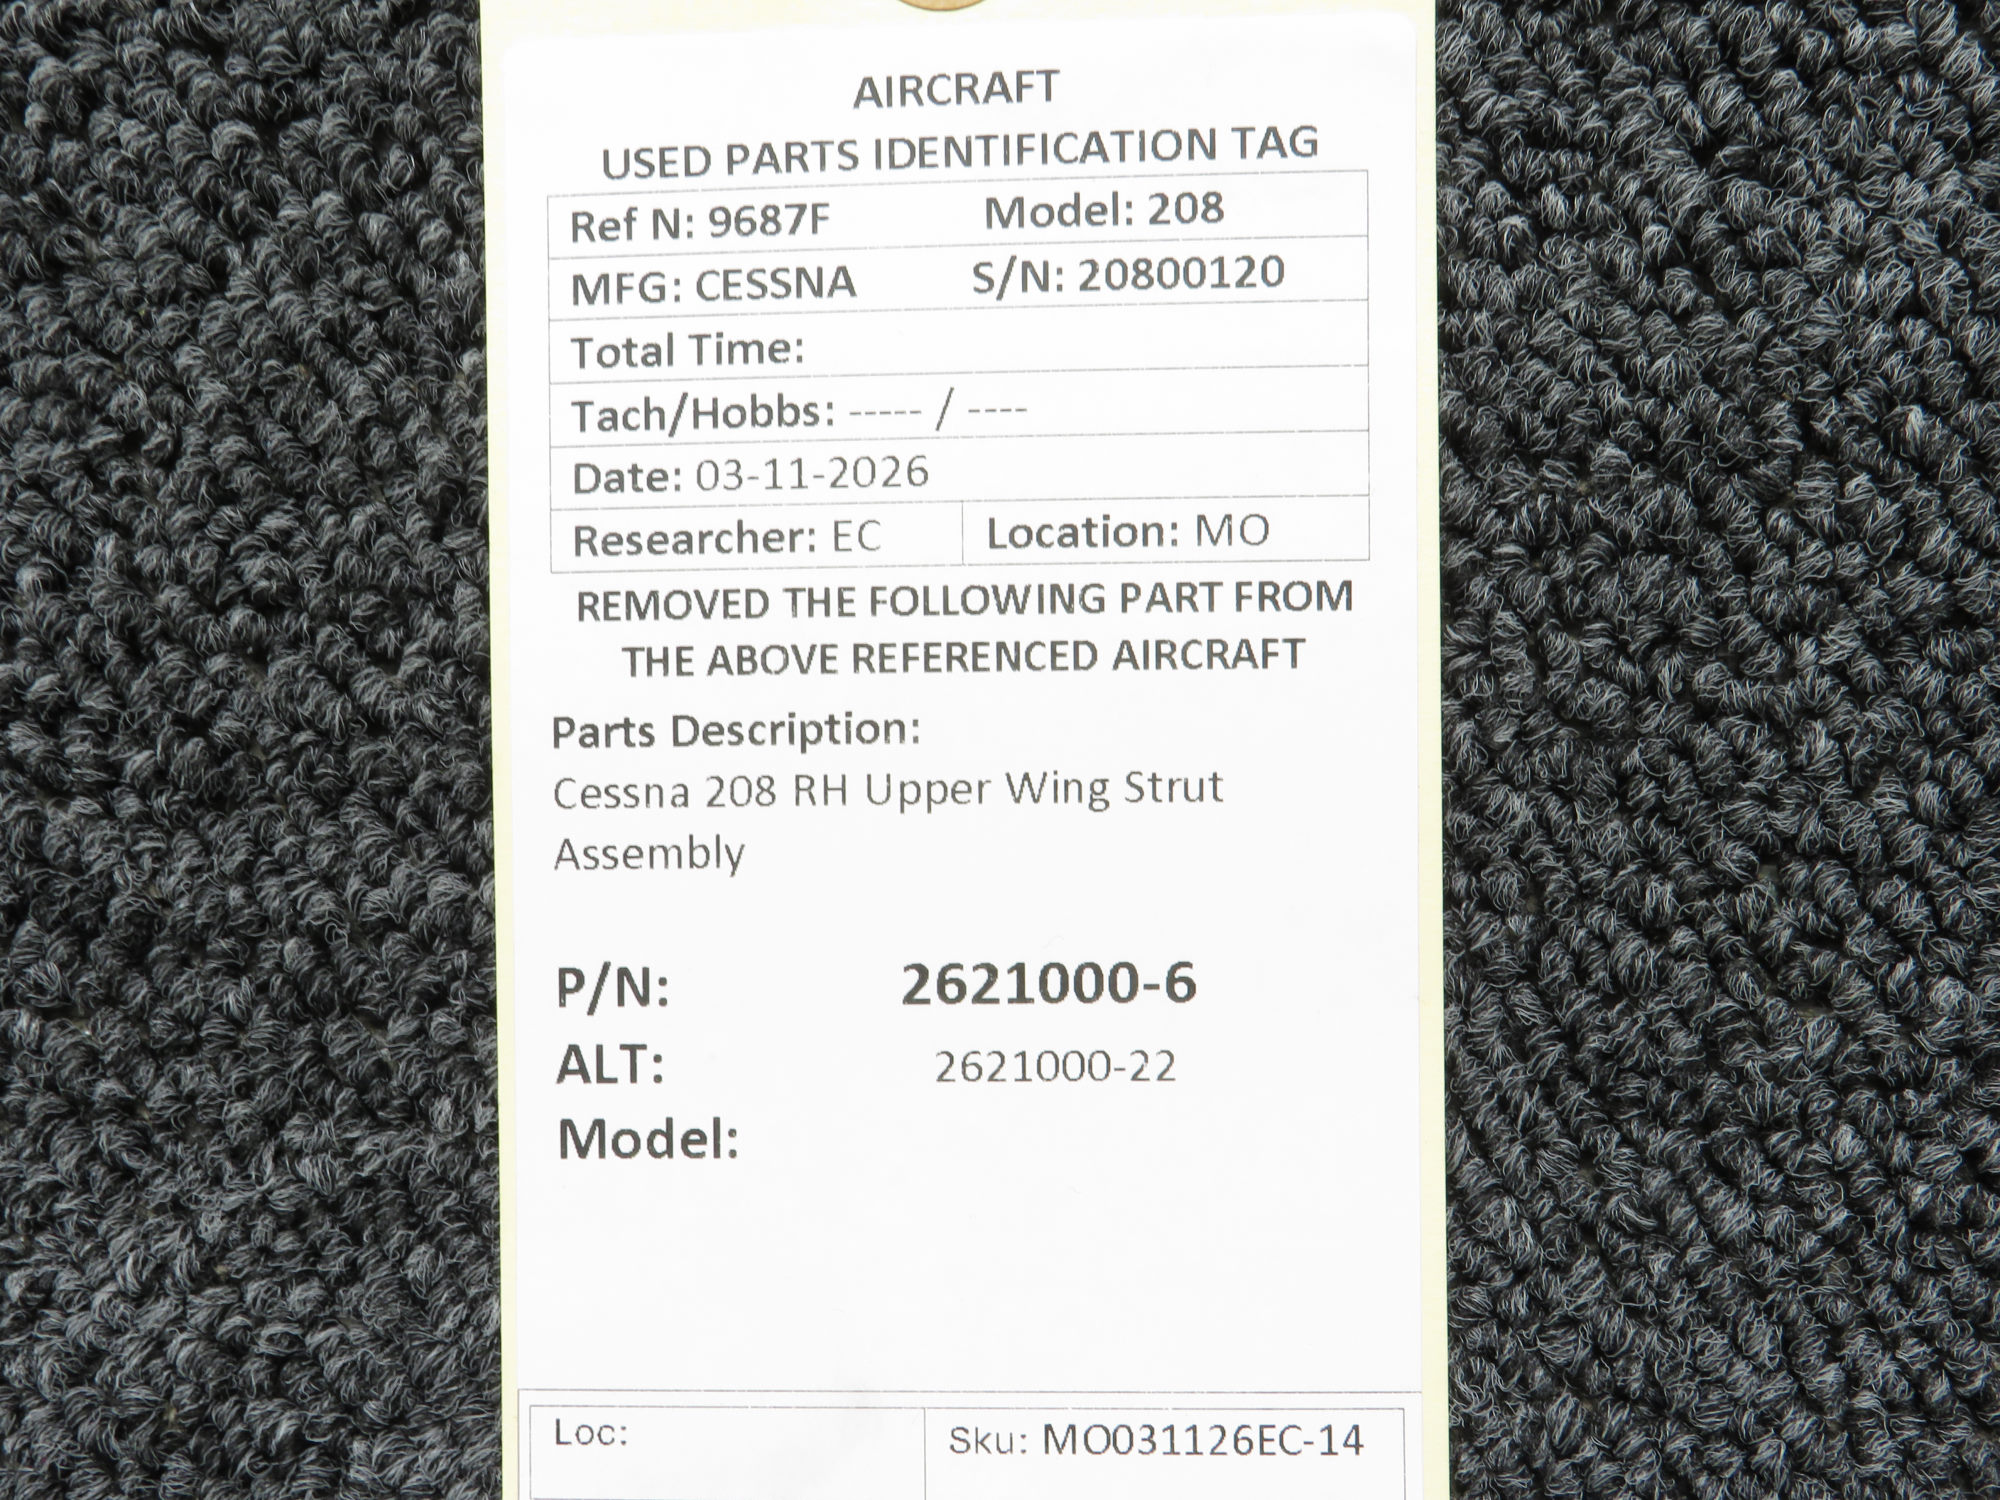 AIRCRAFT
USED PARTS IDENTIFICATION TAG
Ref N: 9687F Model: 208
MFG: CESSNA S/N: 20800120
Total Time:
Tach/Hobbs: ----- / ----
Date: 03-11-2026
Researcher: EC Location: MO
REMOVED THE FOLLOWING PART FROM
THE ABOVE REFERENCED AIRCRAFT
Parts Description:
Cessna 208 RH Upper Wing Strut
Assembly
P/N: 2621000-6
ALT: 2621000-22
Model:
Loc: Sku: MO031126EC-14